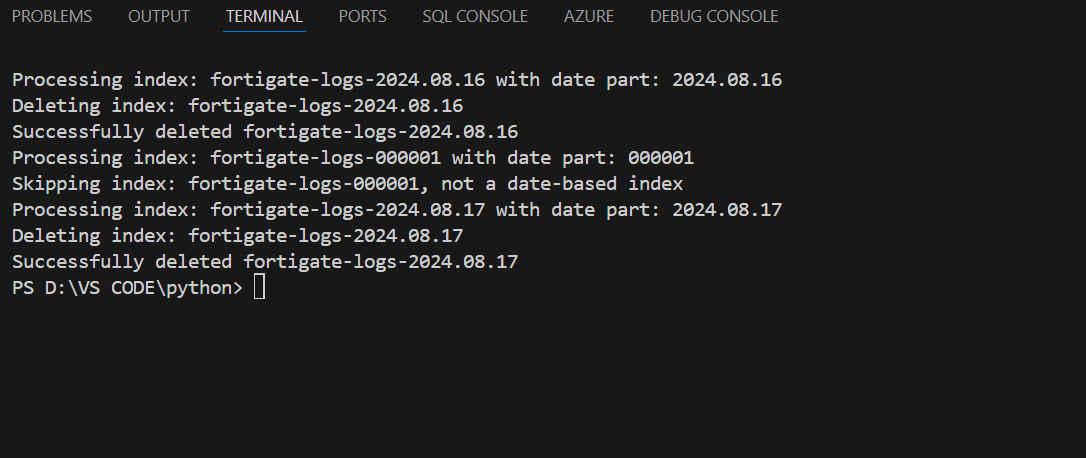 PROBLEMS OUTPUT TERMINAL PORTS SQL CONSOLE AZURE DEBUG CONSOLE
Processing index: fortigate-logs-2024.08.16 with date part: 2024.08.16
Deleting index: fortigate-logs-2024.08.16
Successfully deleted fortigate-logs-2024.08.16
Processing index: fortigate-logs-000001 with date part: 000001
Skipping index: fortigate-logs-000001, not a date-based index
Processing index: fortigate-logs-2024.08.17 with date part: 2024.08.17
Deleting index: fortigate-logs-2024.08.17
Successfully deleted fortigate-logs-2024.08.17
PS D:\VS CODE\python>